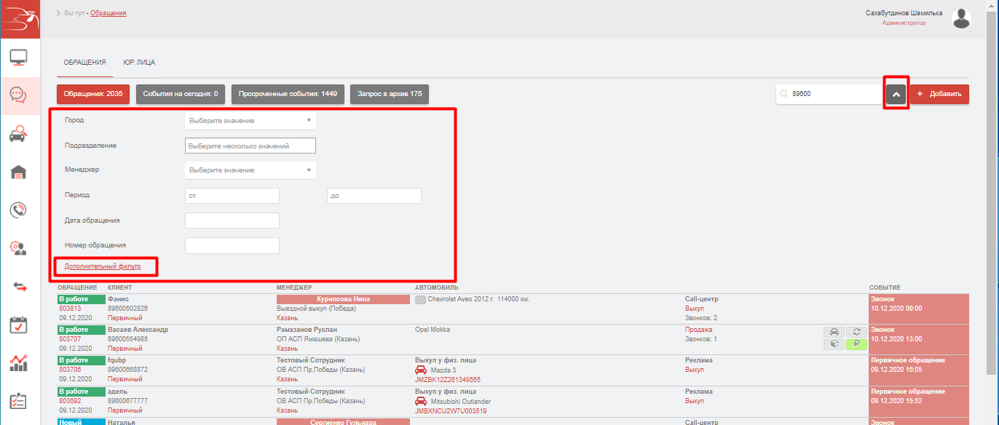 Вы тут - Обращения
Сахабутдинов Шамилька
Администратор
ОБРАЩЕНИЯ ЮР. ЛИЦА
Обращения: 2035 События на сегодня: 0 Просроченные события: 1449 Запрос в архив 175 89600 + Добавить
Город Выберите значение
Подразделение Выберите несколько значений
Менеджер Выберите значение
Период от до
Дата обращения
Номер обращения
Дополнительный фильтр
ОБРАЩЕНИЕ КЛИЕНТ МЕНЕДЖЕР АВТОМОБИЛЬ СОБЫТИЕ
В работе Фанис Курносова Нина Chevrolet Aveo 2012 г. 114000 км. Call-центр Звонок
803813 89600502826 Выездной выкуп (Победа) Выкуп 10.12.2020 09:00
09.12.2020 Первичный Казань Звонков: 2
В работе Васаев Александр Рамазанов Руслан Opel Mokka Продажа Звонок
803707 89600554985 ОП АСП Ямашева (Казань) Звонков: 1 10.12.2020 13:00
09.12.2020 Первичный Казань
В работе fqubp Тестовый Сотрудник Выкуп у физ. лица Реклама Первичное обращение
803706 89600668872 ОВ АСП Пр.Победы (Казань) Mazda 3 Выкуп 09.12.2020 16:05
09.12.2020 Первичный Казань JMZBK12Z261349565
В работе адель Тестовый Сотрудник Выкуп у физ. лица Реклама Первичное обращение
803692 89600677777 ОВ АСП Пр.Победы (Казань) Mitsubishi Outlander Выкуп 09.12.2020 15:52
09.12.2020 Первичный Казань JMBXNCU2W7U003519
Новый Наталья Сергиенко Гульнара Call-центр Звонок